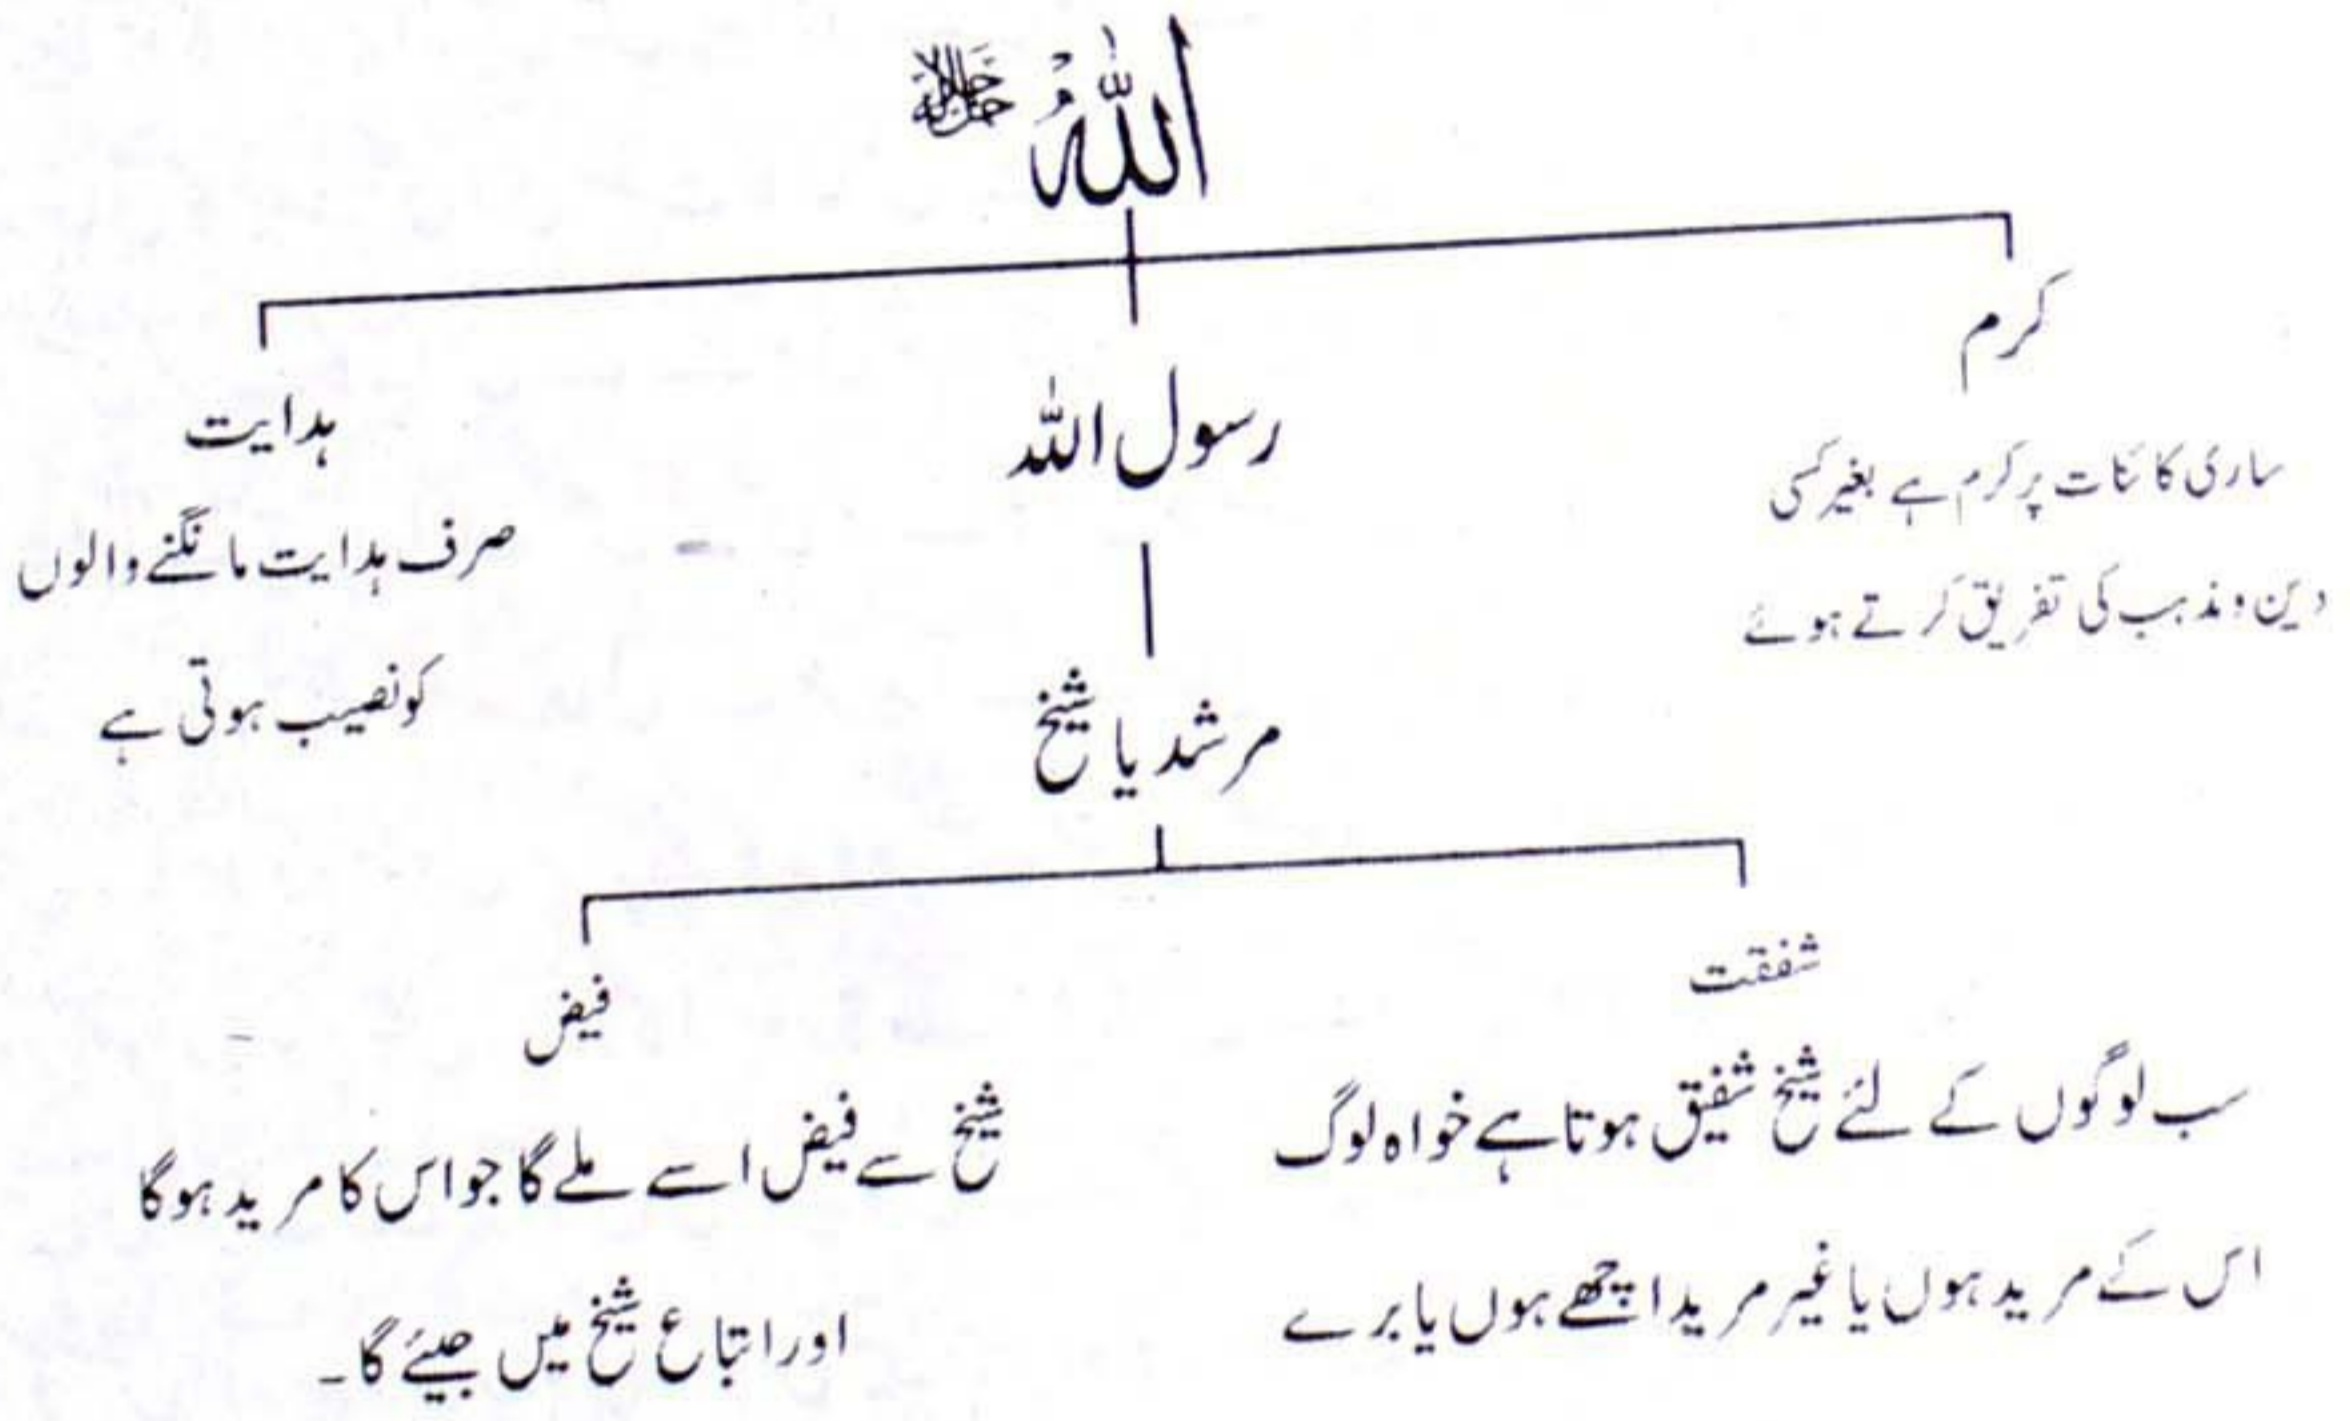 اللہُ جل جلالہ
کرم
ساری کائنات پر کرم ہے بغیر کسی
دین و مذہب کی تفریق کرتے ہوئے
رسول اللہ
ہدایت
صرف ہدایت مانگنے والوں
کو نصیب ہوتی ہے
مرشد یا شیخ
شفقت
سب لوگوں کے لئے شیخ شفیق ہوتا ہے خواہ لوگ
اس کے مرید ہوں یا غیر مرید اچھے ہوں یا برے
فیض
شیخ سے فیض اسے ملے گا جو اس کا مرید ہوگا
اور اتباع شیخ میں جیئے گا۔